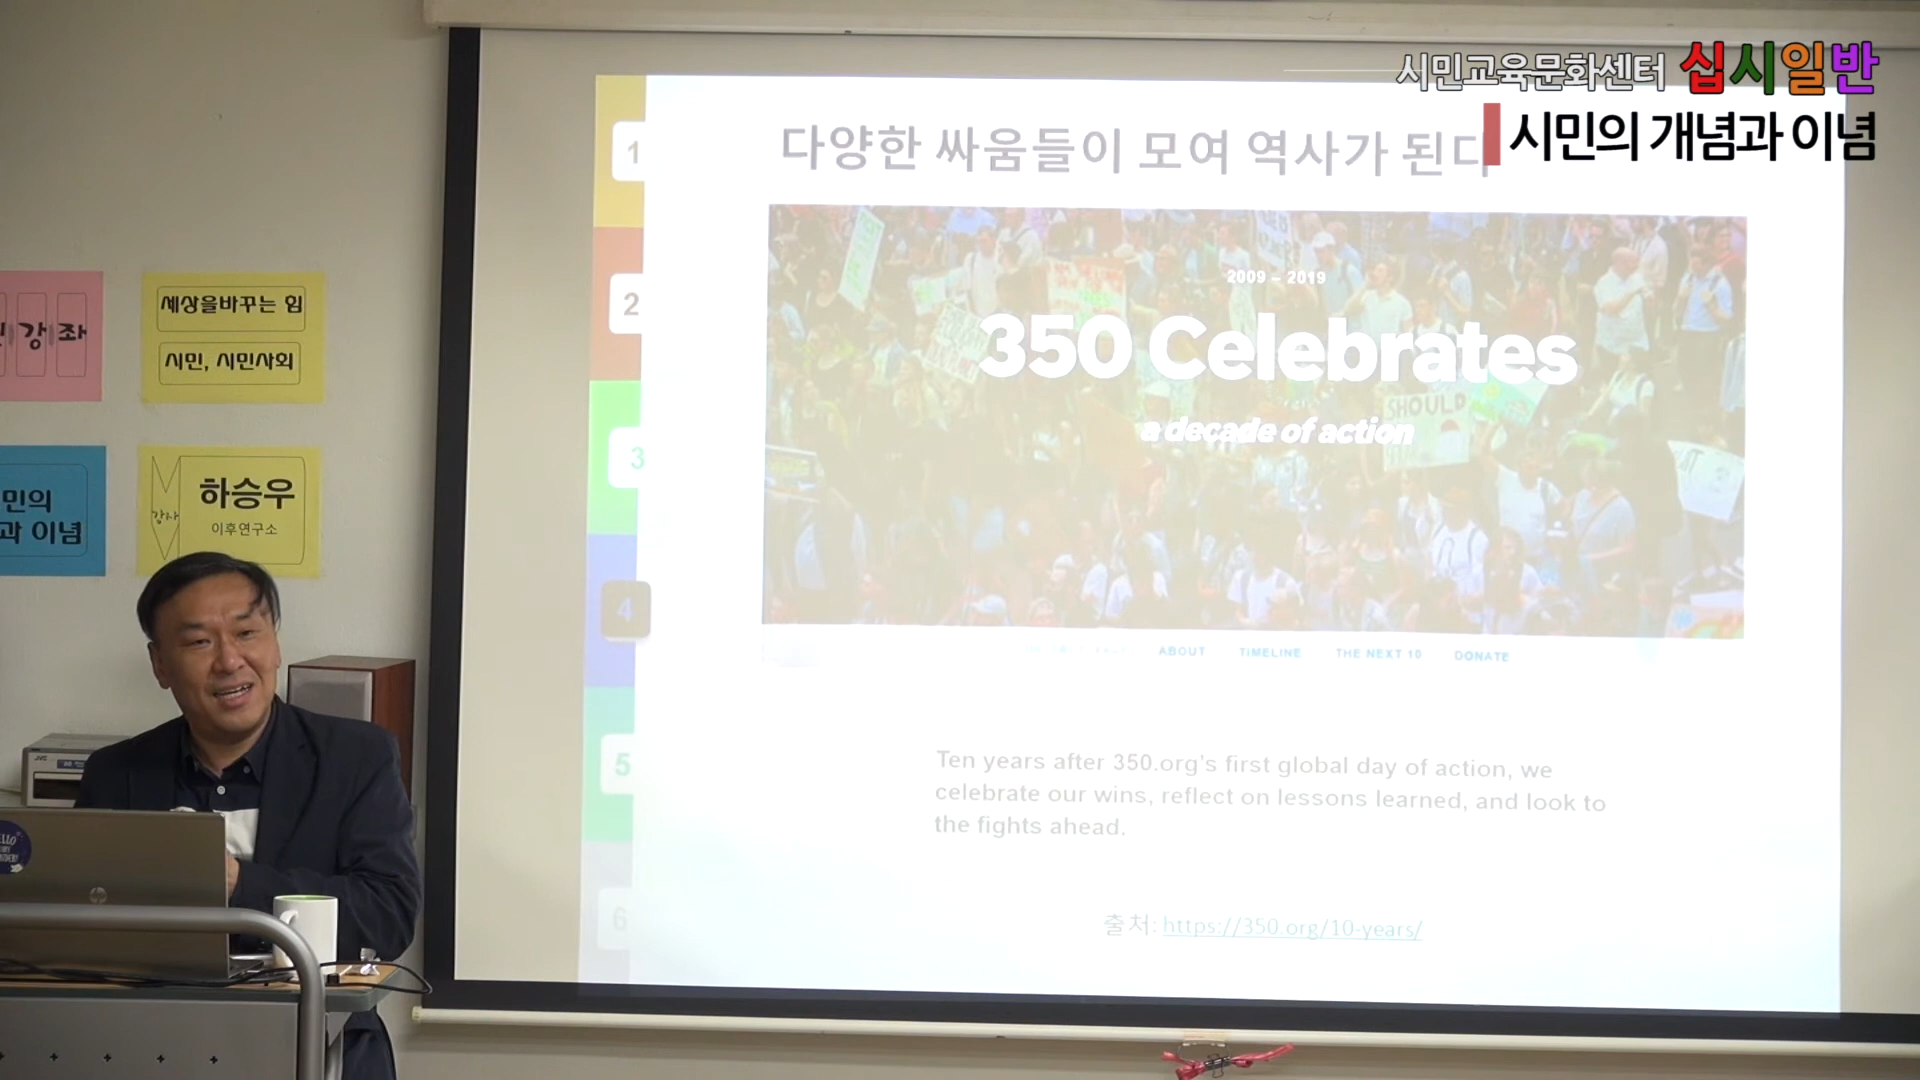 시민교육문화센터 십시일반
시민의 개념과 이념
다양한 싸움들이 모여 역사가 된다
1
2
3
4
5
6
2009 – 2019
350 Celebrates
a decade of action
SHOULD
ABOUT TIMELINE THE NEXT 10 DONATE
Ten years after 350.org's first global day of action, we
celebrate our wins, reflect on lessons learned, and look to
the fights ahead.
출처: https://350.org/10-years/
강좌
세상을바꾸는 힘
시민, 시민사회
민의
과 이념
강사
하승우
이후연구소
JVC
hp